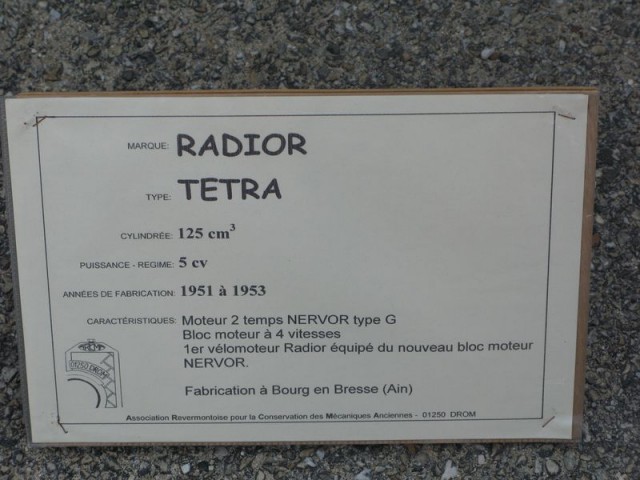 MARQUE: RADIOR
TYPE: TETRA
CYLINDRÉE: 125 cm³
PUISSANCE - REGIME: 5 cv
ANNÉES DE FABRICATION: 1951 à 1953
CARACTÉRISTIQUES: Moteur 2 temps NERVOR type G
Bloc moteur à 4 vitesses
1er vélomoteur Radior équipé du nouveau bloc moteur
NERVOR.
Fabrication à Bourg en Bresse (Ain)
Association Revermontoise pour la Conservation des Mécaniques Anciennes - 01250 DROM